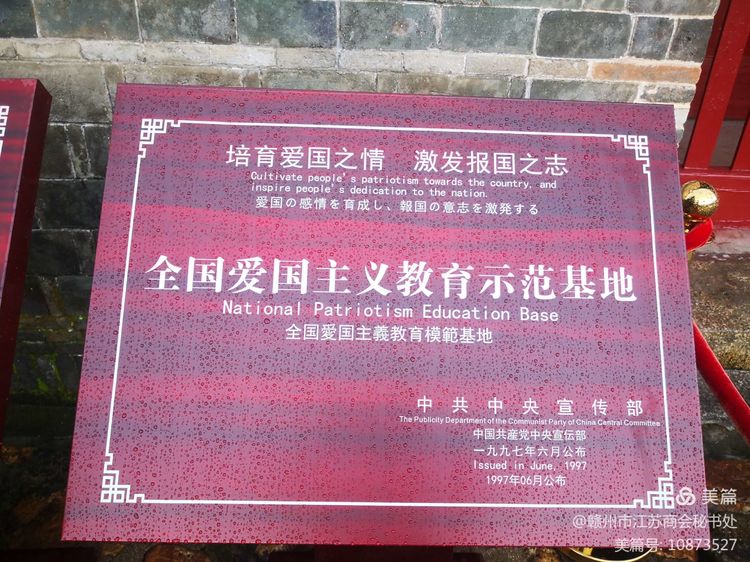 培育爱国之情 激发报国之志
Cultivate people's patriotism towards the country, and
inspire people's dedication to the nation.
愛国の感情を育成し、報国の意志を激発する
全国爱国主义教育示范基地
National Patriotism Education Base
全国愛国主義教育模範基地
中共中央宣传部
The Publicity Department of the Communist Party of China Central Committee
中国共産党中央宣伝部
一九九七年六月公布
Issued in June, 1997
1997年06月公布
美篇
@赣州市江苏商会秘书处
美篇号: 10873527